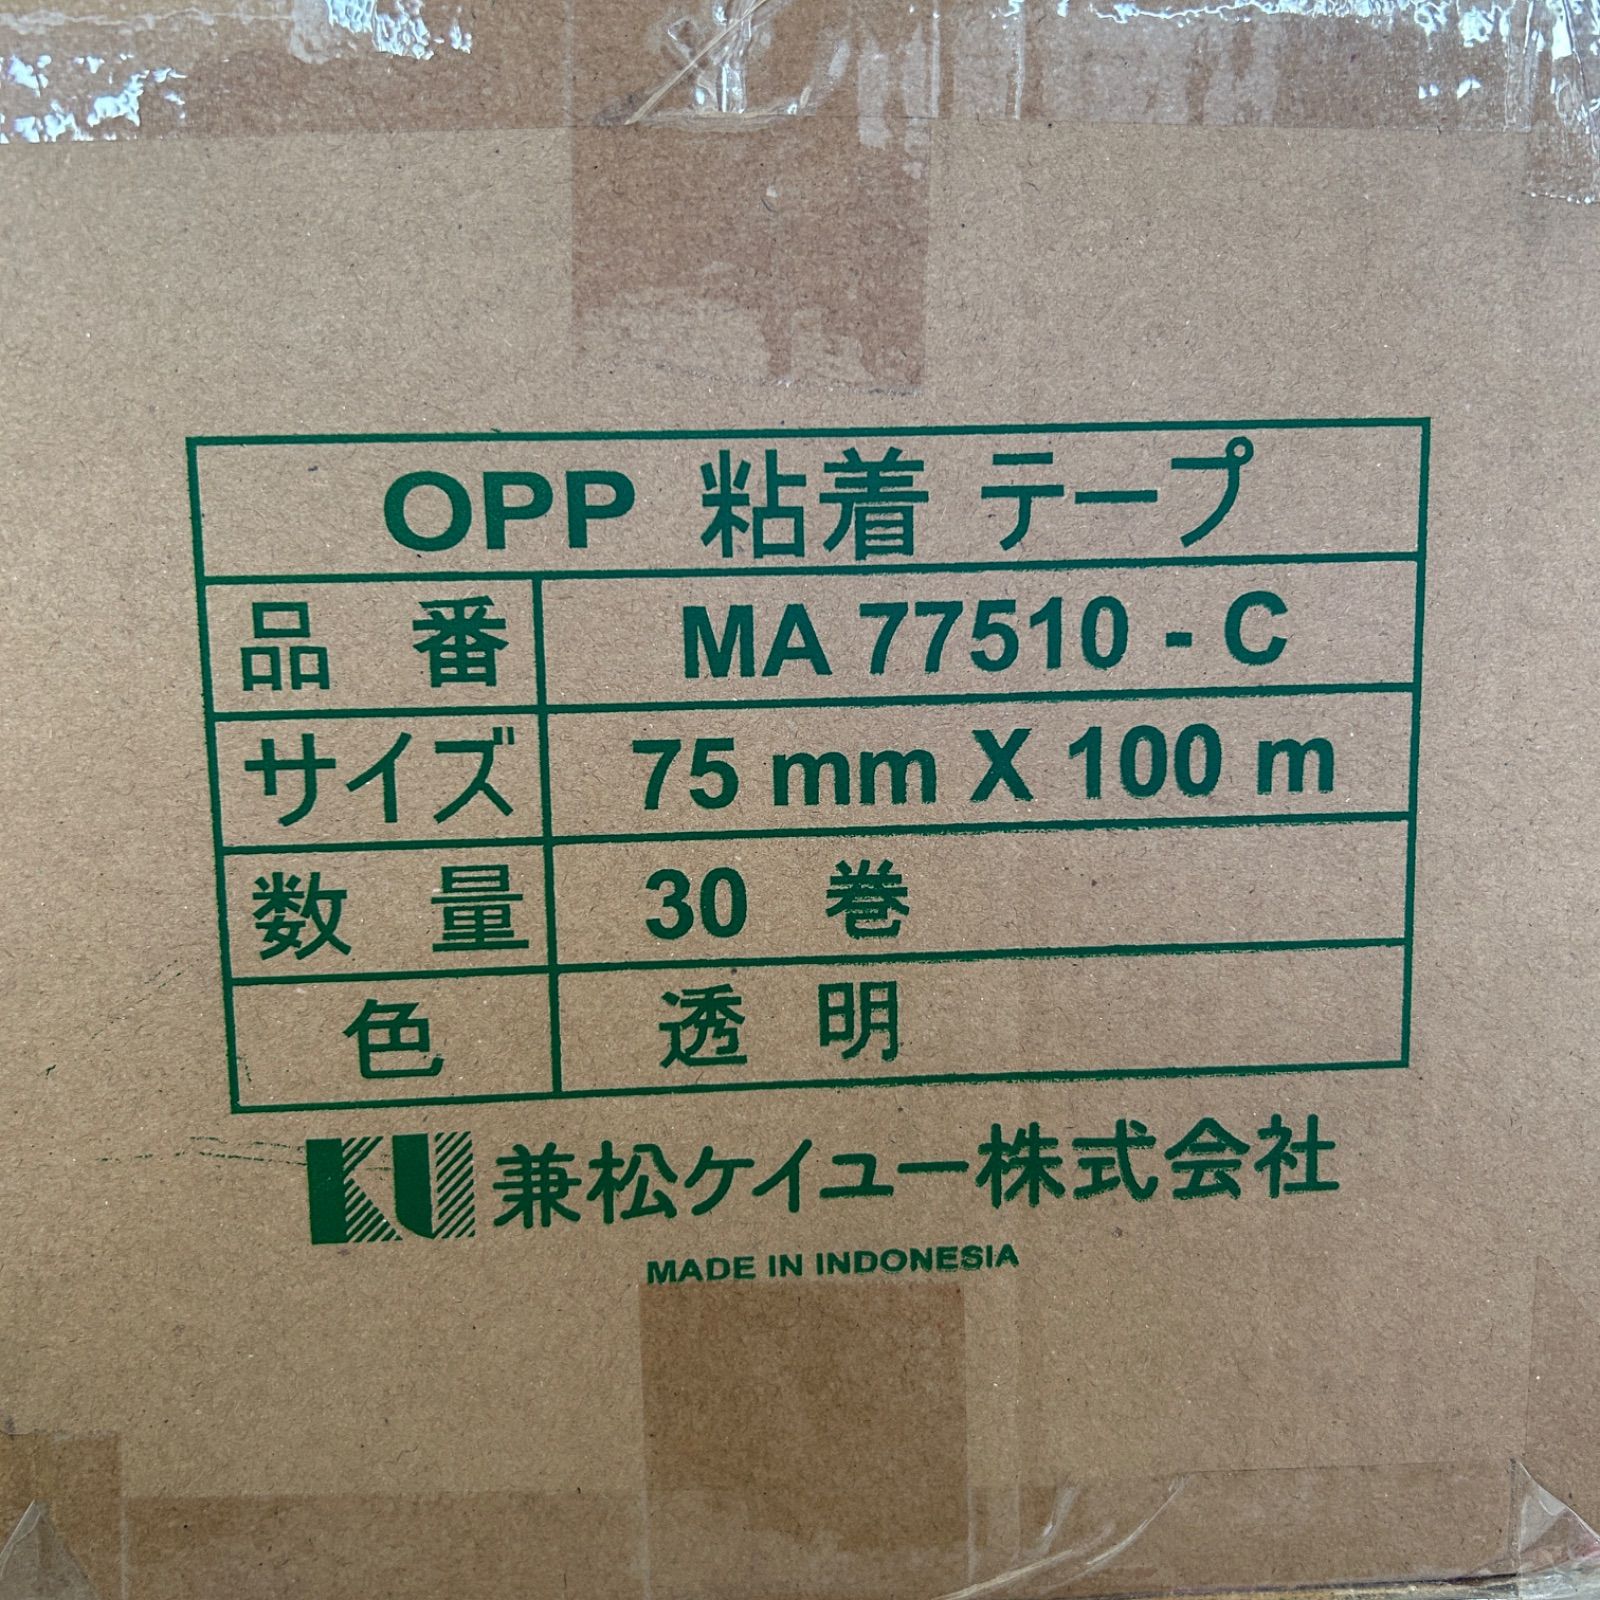 OPP 粘着 テープ
品番 MA 77510 - C
サイズ 75 mm X 100 m
数量 30 巻
色 透明
KU 兼松ケイユー株式会社
MADE IN INDONESIA